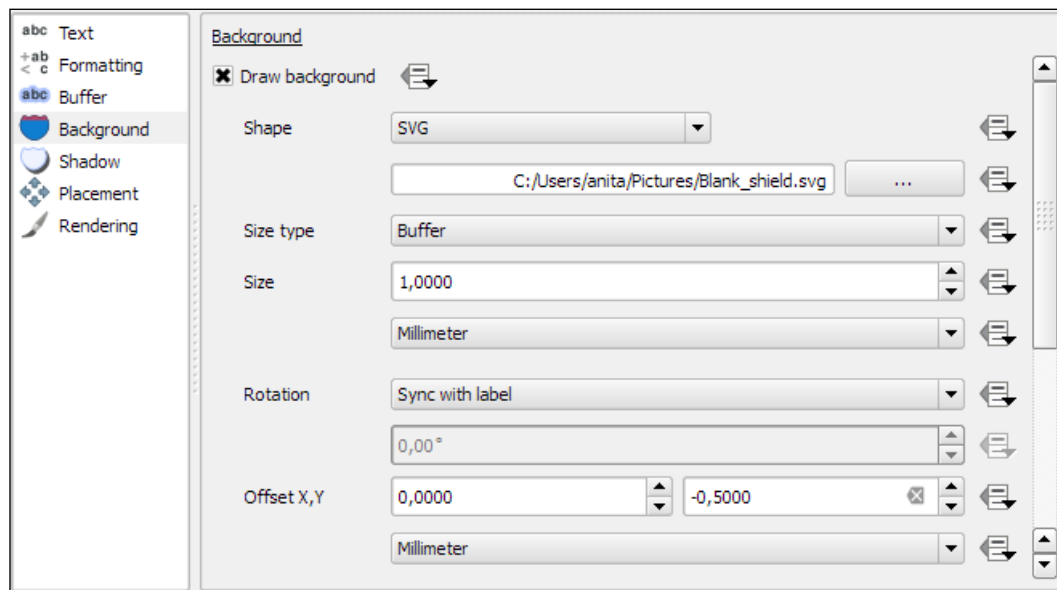 abc Text
+ab
< c Formatting
abc Buffer
Background
Shadow
Placement
Rendering
Background
Draw background
Shape SVG
C:/Users/anita/Pictures/Blank_shield.svg ...
Size type Buffer
Size 1,0000
Millimeter
Rotation Sync with label
0,00°
Offset X,Y 0,0000 -0,5000
Millimeter